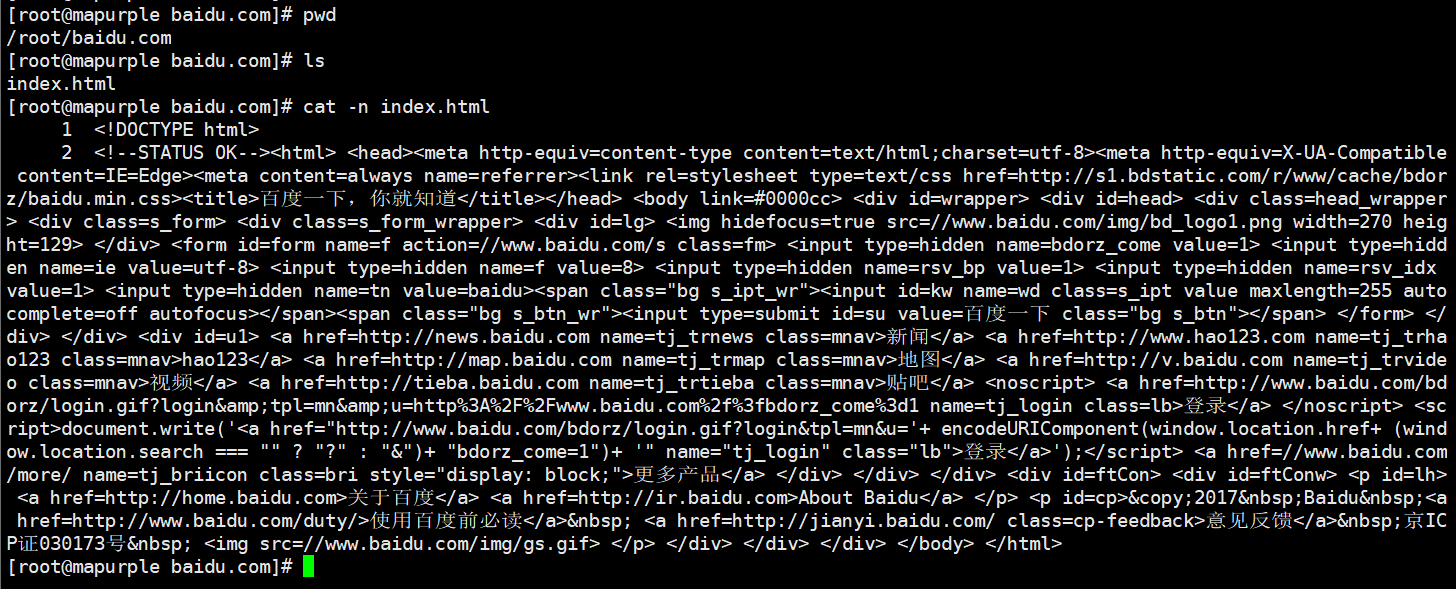 [root@mapurple baidu.com]# pwd
/root/baidu.com
[root@mapurple baidu.com]# ls
index.html
[root@mapurple baidu.com]# cat -n index.html
     1  <!DOCTYPE html>
     2  <!--STATUS OK--><html> <head><meta http-equiv=content-type content=text/html;charset=utf-8><meta http-equiv=X-UA-Compatible
 content=IE=Edge><meta content=always name=referrer><link rel=stylesheet type=text/css href=http://s1.bdstatic.com/r/www/cache/bdor
z/baidu.min.css><title>百度一下，你就知道</title></head> <body link=#0000cc> <div id=wrapper> <div id=head> <div class=head_wrapper
> <div class=s_form> <div class=s_form_wrapper> <div id=lg> <img hidefocus=true src=//www.baidu.com/img/bd_logo1.png width=270 heig
ht=129> </div> <form id=form name=f action=//www.baidu.com/s class=fm> <input type=hidden name=bdorz_come value=1> <input type=hidd
en name=ie value=utf-8> <input type=hidden name=f value=8> <input type=hidden name=rsv_bp value=1> <input type=hidden name=rsv_idx
value=1> <input type=hidden name=tn value=baidu><span class="bg s_ipt_wr"><input id=kw name=wd class=s_ipt value maxlength=255 auto
complete=off autofocus></span><span class="bg s_btn_wr"><input type=submit id=su value=百度一下 class="bg s_btn"></span> </form> </
div> </div> <div id=u1> <a href=http://news.baidu.com name=tj_trnews class=mnav>新闻</a> <a href=http://www.hao123.com name=tj_trha
o123 class=mnav>hao123</a> <a href=http://map.baidu.com name=tj_trmap class=mnav>地图</a> <a href=http://v.baidu.com name=tj_trvide
o class=mnav>视频</a> <a href=http://tieba.baidu.com name=tj_trtieba class=mnav>贴吧</a> <noscript> <a href=http://www.baidu.com/bd
orz/login.gif?login&amp;tpl=mn&amp;u=http%3A%2F%2Fwww.baidu.com%2f%3fbdorz_come%3d1 name=tj_login class=lb>登录</a> </noscript> <sc
ript>document.write('<a href="http://www.baidu.com/bdorz/login.gif?login&tpl=mn&u='+ encodeURIComponent(window.location.href+ (wind
ow.location.search === "" ? "?" : "&")+ "bdorz_come=1")+ '" name="tj_login" class="lb">登录</a>');</script> <a href=//www.baidu.com
/more/ name=tj_briicon class=bri style="display: block;">更多产品</a> </div> </div> </div> <div id=ftCon> <div id=ftConw> <p id=lh>
 <a href=http://home.baidu.com>关于百度</a> <a href=http://ir.baidu.com>About Baidu</a> </p> <p id=cp>&copy;2017&nbsp;Baidu&nbsp;<a
 href=http://www.baidu.com/duty/>使用百度前必读</a>&nbsp; <a href=http://jianyi.baidu.com/ class=cp-feedback>意见反馈</a>&nbsp;京IC
P证030173号&nbsp; <img src=//www.baidu.com/img/gs.gif> </p> </div> </div> </div> </body> </html>
[root@mapurple baidu.com]#